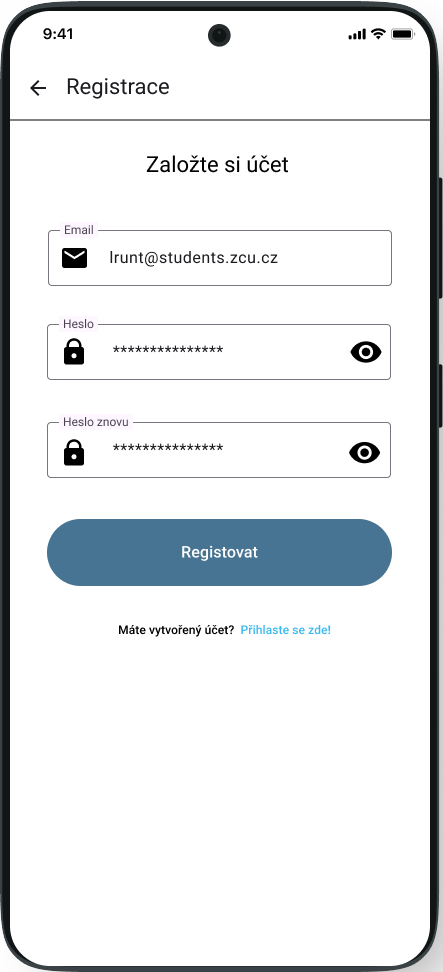 9:41
Registrace
Založte si účet
Email
lrunt@students.zcu.cz
Heslo
***************
Heslo znovu
***************
Registovat
Máte vytvořený účet? Přihlaste se zde!